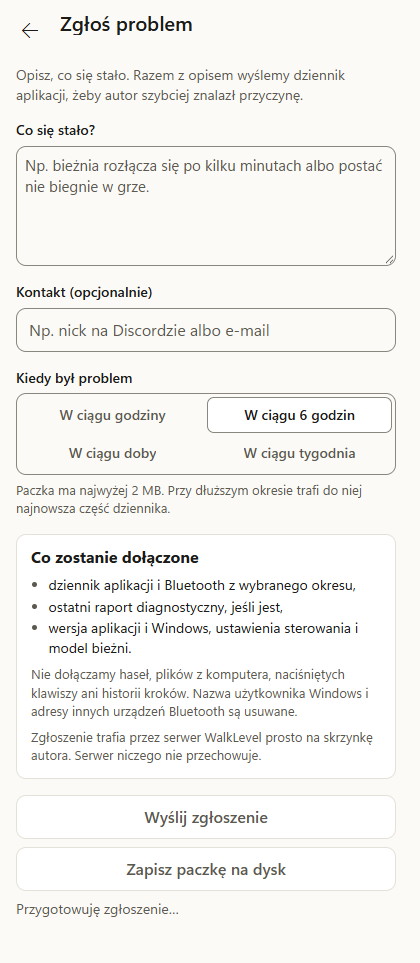 Zgłoś problem
Opisz, co się stało. Razem z opisem wyślemy dziennik
aplikacji, żeby autor szybciej znalazł przyczynę.
Co się stało?
Np. bieżnia rozłącza się po kilku minutach albo postać
nie biegnie w grze.
Kontakt (opcjonalnie)
Np. nick na Discordzie albo e-mail
Kiedy był problem
W ciągu godziny
W ciągu 6 godzin
W ciągu doby
W ciągu tygodnia
Paczka ma najwyżej 2 MB. Przy dłuższym okresie trafi do niej
najnowsza część dziennika.
Co zostanie dołączone
• dziennik aplikacji i Bluetooth z wybranego okresu,
• ostatni raport diagnostyczny, jeśli jest,
• wersja aplikacji i Windows, ustawienia sterowania i
model bieżni.
Nie dołączamy haseł, plików z komputera, naciśniętych
klawiszy ani historii kroków. Nazwa użytkownika Windows i
adresy innych urządzeń Bluetooth są usuwane.
Zgłoszenie trafia przez serwer WalkLevel prosto na skrzynkę
autora. Serwer niczego nie przechowuje.
Wyślij zgłoszenie
Zapisz paczkę na dysk
Przygotowuję zgłoszenie...